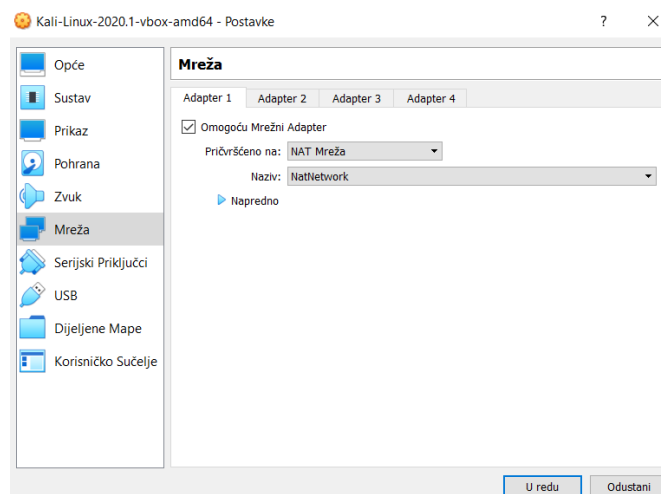 Kali-Linux-2020.1-vbox-amd64 - Postavke
?
Opće
Sustav
Prikaz
Pohrana
Zvuk
Mreža
Serijski Priključci
USB
Dijeljene Mape
Korisničko Sučelje
Mreža
Adapter 1 Adapter 2 Adapter 3 Adapter 4
Omogoću Mrežni Adapter
Pričvršćeno na: NAT Mreža
Naziv: NatNetwork
Napredno
U redu Odustani